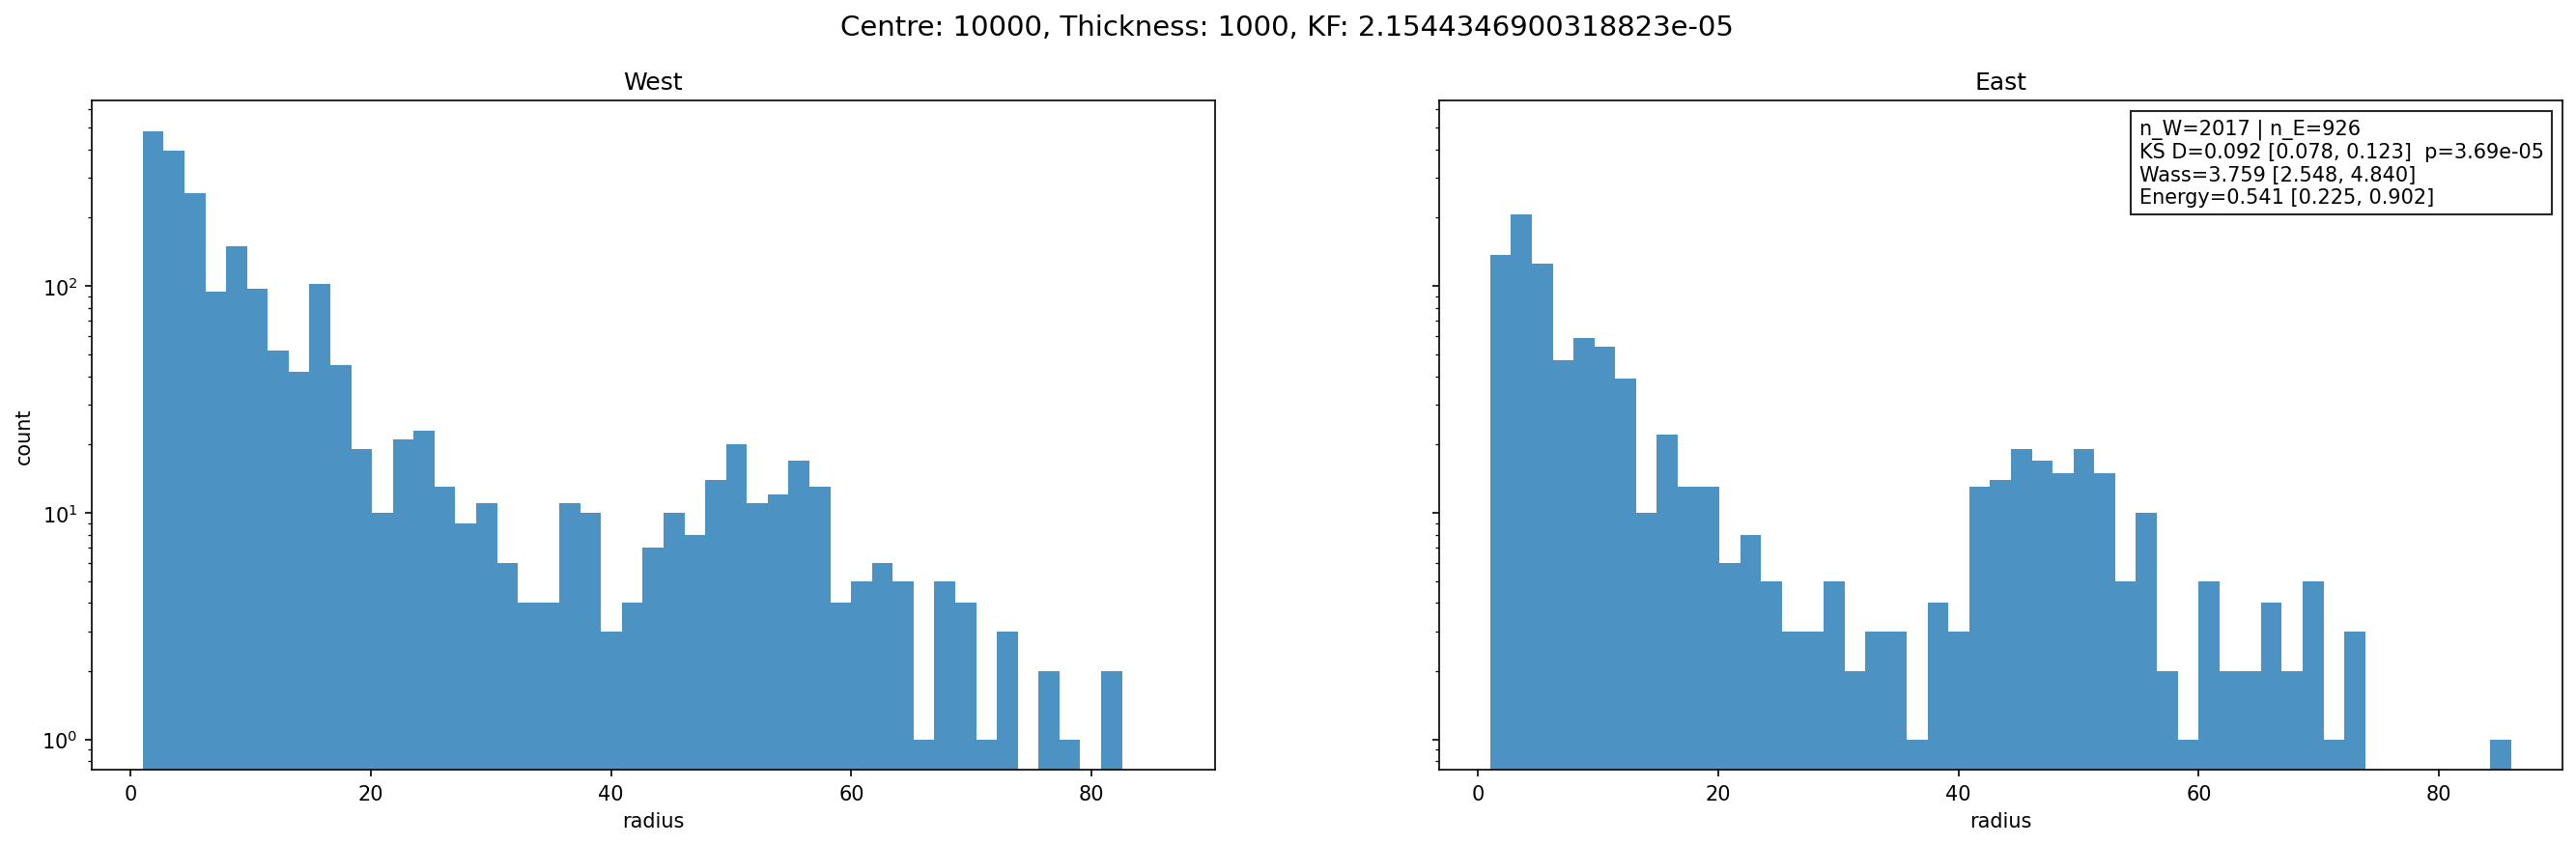 Centre: 10000, Thickness: 1000, KF: 2.1544346900318823e-05
West
count
10²
10¹
10⁰
0 20 40 60 80
radius
East
n_W=2017 | n_E=926
KS D=0.092 [0.078, 0.123] p=3.69e-05
Wass=3.759 [2.548, 4.840]
Energy=0.541 [0.225, 0.902]
0 20 40 60 80
radius